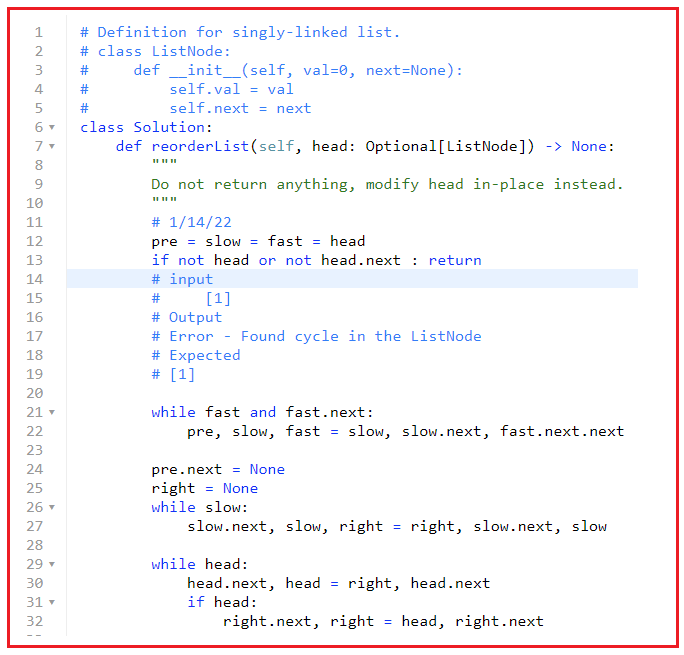 1 # Definition for singly-linked list.
2 # class ListNode:
3 #     def __init__(self, val=0, next=None):
4 #         self.val = val
5 #         self.next = next
6 class Solution:
7     def reorderList(self, head: Optional[ListNode]) -> None:
8         """
9         Do not return anything, modify head in-place instead.
10         """
11         # 1/14/22
12         pre = slow = fast = head
13         if not head or not head.next : return
14         # input
15         #     [1]
16         # Output
17         # Error - Found cycle in the ListNode
18         # Expected
19         # [1]
20
21         while fast and fast.next:
22             pre, slow, fast = slow, slow.next, fast.next.next
23
24         pre.next = None
25         right = None
26         while slow:
27             slow.next, slow, right = right, slow.next, slow
28
29         while head:
30             head.next, head = right, head.next
31             if head:
32                 right.next, right = head, right.next